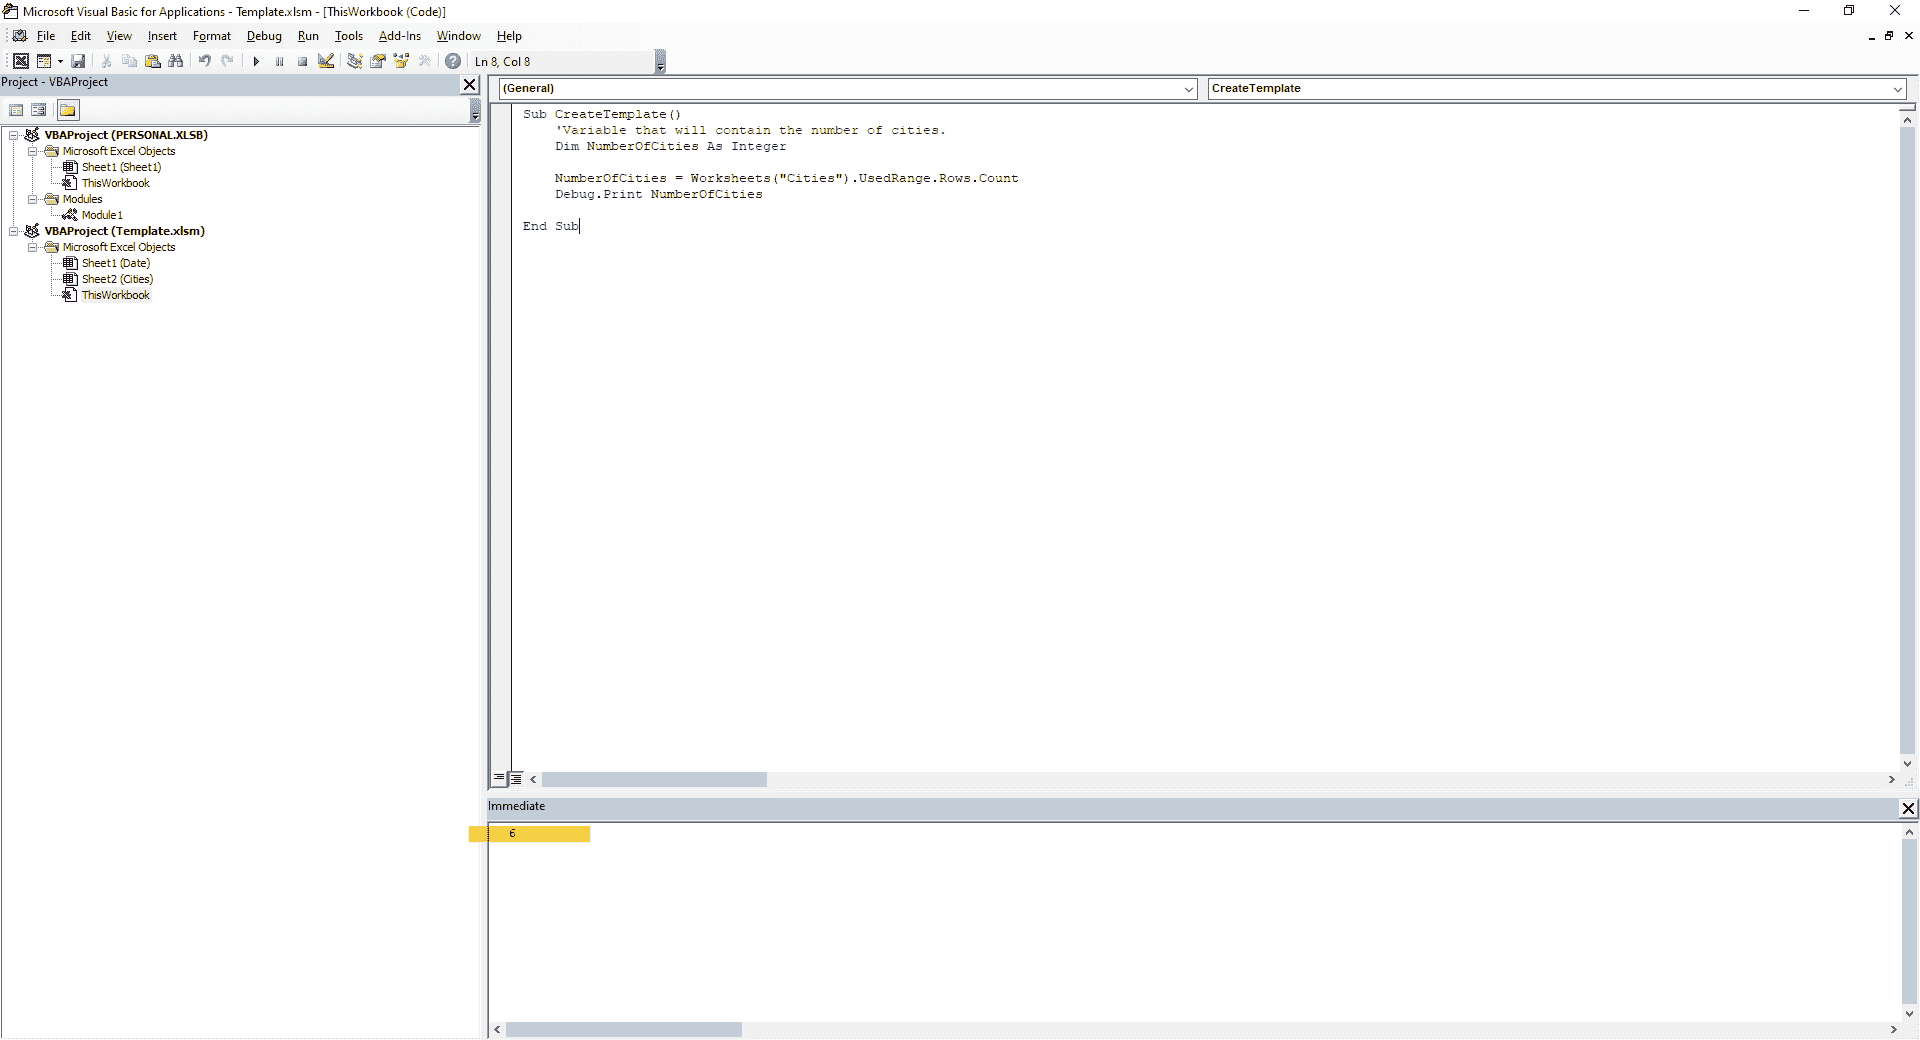 Microsoft Visual Basic for Applications - Template.xlsm - [ThisWorkbook (Code)]
File Edit View Insert Format Debug Run Tools Add-Ins Window Help
Ln 8, Col 8
Project - VBAProject
VBAProject (PERSONAL.XLSB)
Microsoft Excel Objects
Sheet1 (Sheet1)
ThisWorkbook
Modules
Module1
VBAProject (Template.xlsm)
Microsoft Excel Objects
Sheet1 (Date)
Sheet2 (Cities)
ThisWorkbook
(General)
CreateTemplate
Sub CreateTemplate()
'Variable that will contain the number of cities.
Dim NumberOfCities As Integer
NumberOfCities = Worksheets("Cities").UsedRange.Rows.Count
Debug.Print NumberOfCities
End Sub
Immediate
6